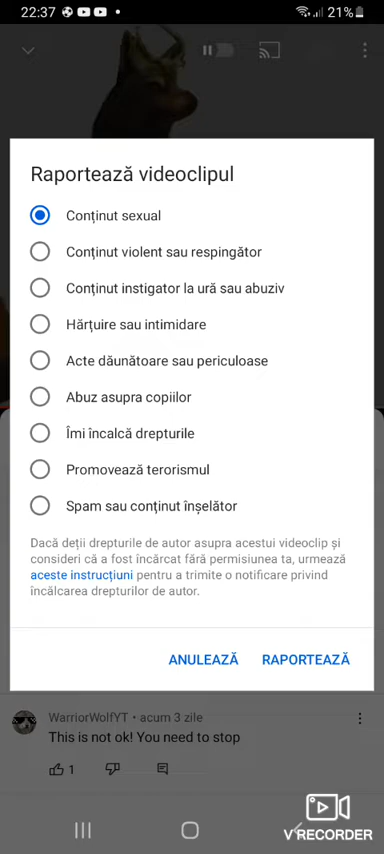 22:37
21%
Raportează videoclipul
Conținut sexual
Conținut violent sau respingător
Conținut instigator la ură sau abuziv
Hărțuire sau intimidare
Acte dăunătoare sau periculoase
Abuz asupra copiilor
Îmi încalcă drepturile
Promovează terorismul
Spam sau conținut înșelător
Dacă deții drepturile de autor asupra acestui videoclip și
consideri că a fost încărcat fără permisiunea ta, urmează
aceste instrucțiuni pentru a trimite o notificare privind
încălcarea drepturilor de autor.
ANULEAZĂ RAPORTEAZĂ
WarriorWolfYT • acum 3 zile
This is not ok! You need to stop
1
V RECORDER